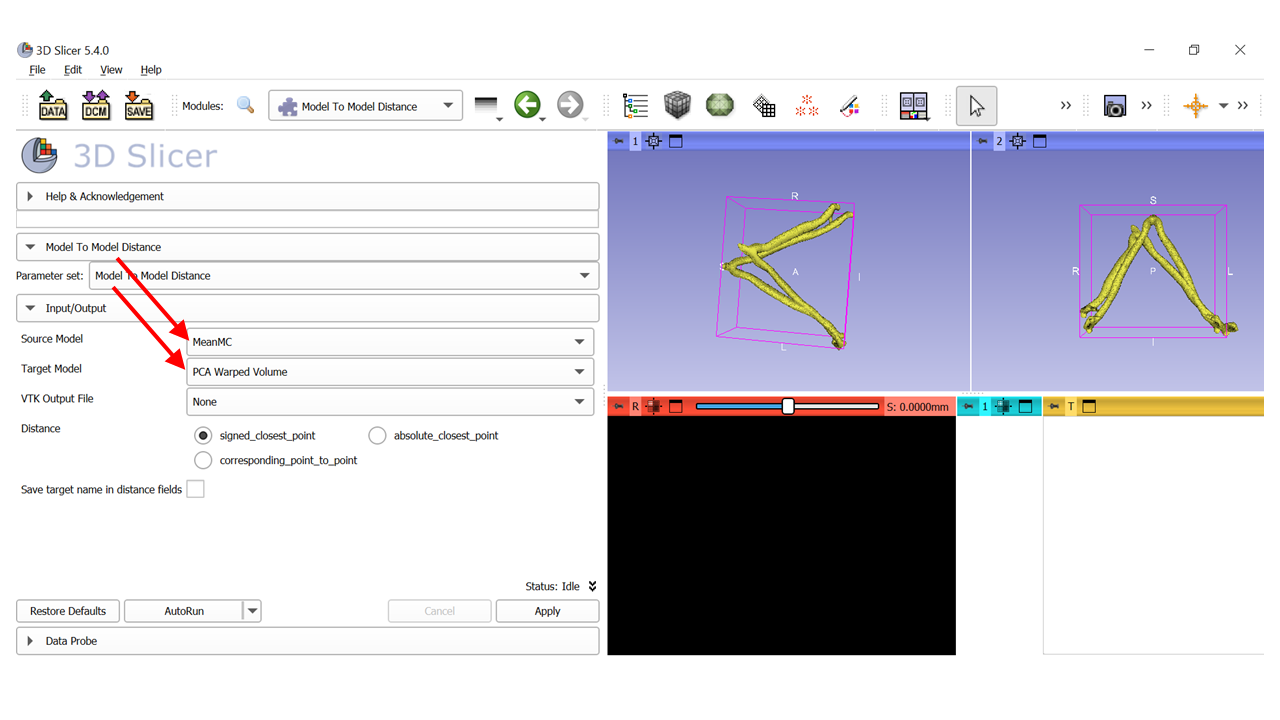 3D Slicer 5.4.0
File Edit View Help
DATA DCM SAVE Modules: Model To Model Distance
3D Slicer
Help & Acknowledgement
Model To Model Distance
Parameter set: Model To Model Distance
Input/Output
Source Model MeanMC
Target Model PCA Warped Volume
VTK Output File None
Distance signed_closest_point absolute_closest_point
corresponding_point_to_point
Save target name in distance fields
Status: Idle
Restore Defaults AutoRun Cancel Apply
Data Probe
1
R
S A I
L
2
S
R P L
I
R S: 0.0000mm
1
T